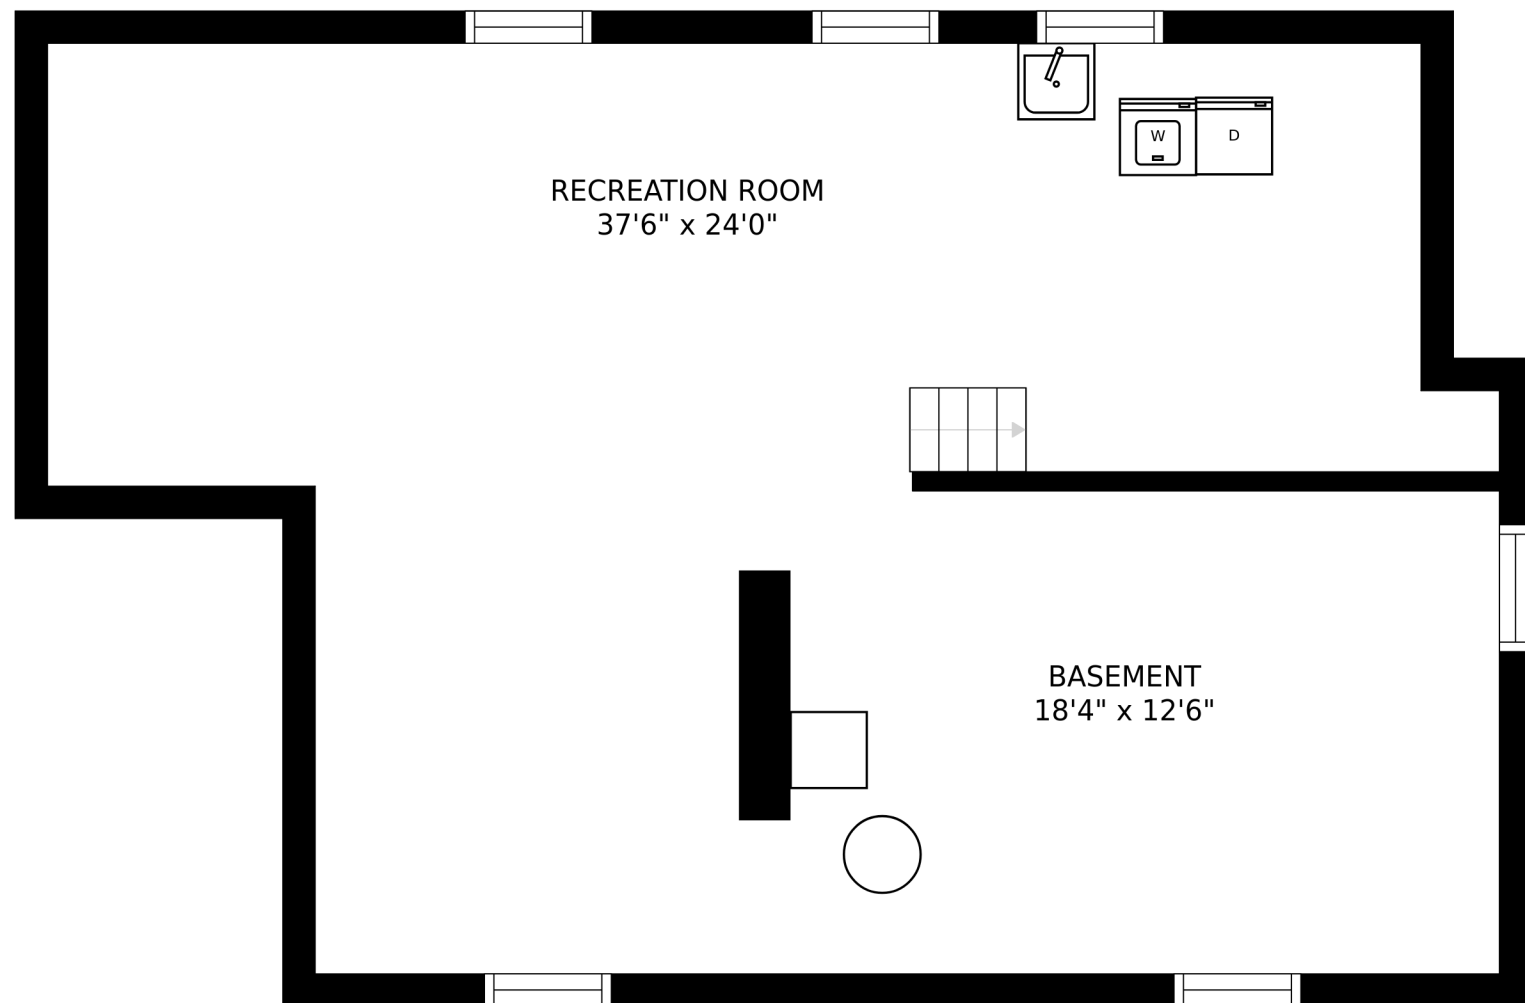 W
D
RECREATION ROOM
37'6" x 24'0"
BASEMENT
18'4" x 12'6"